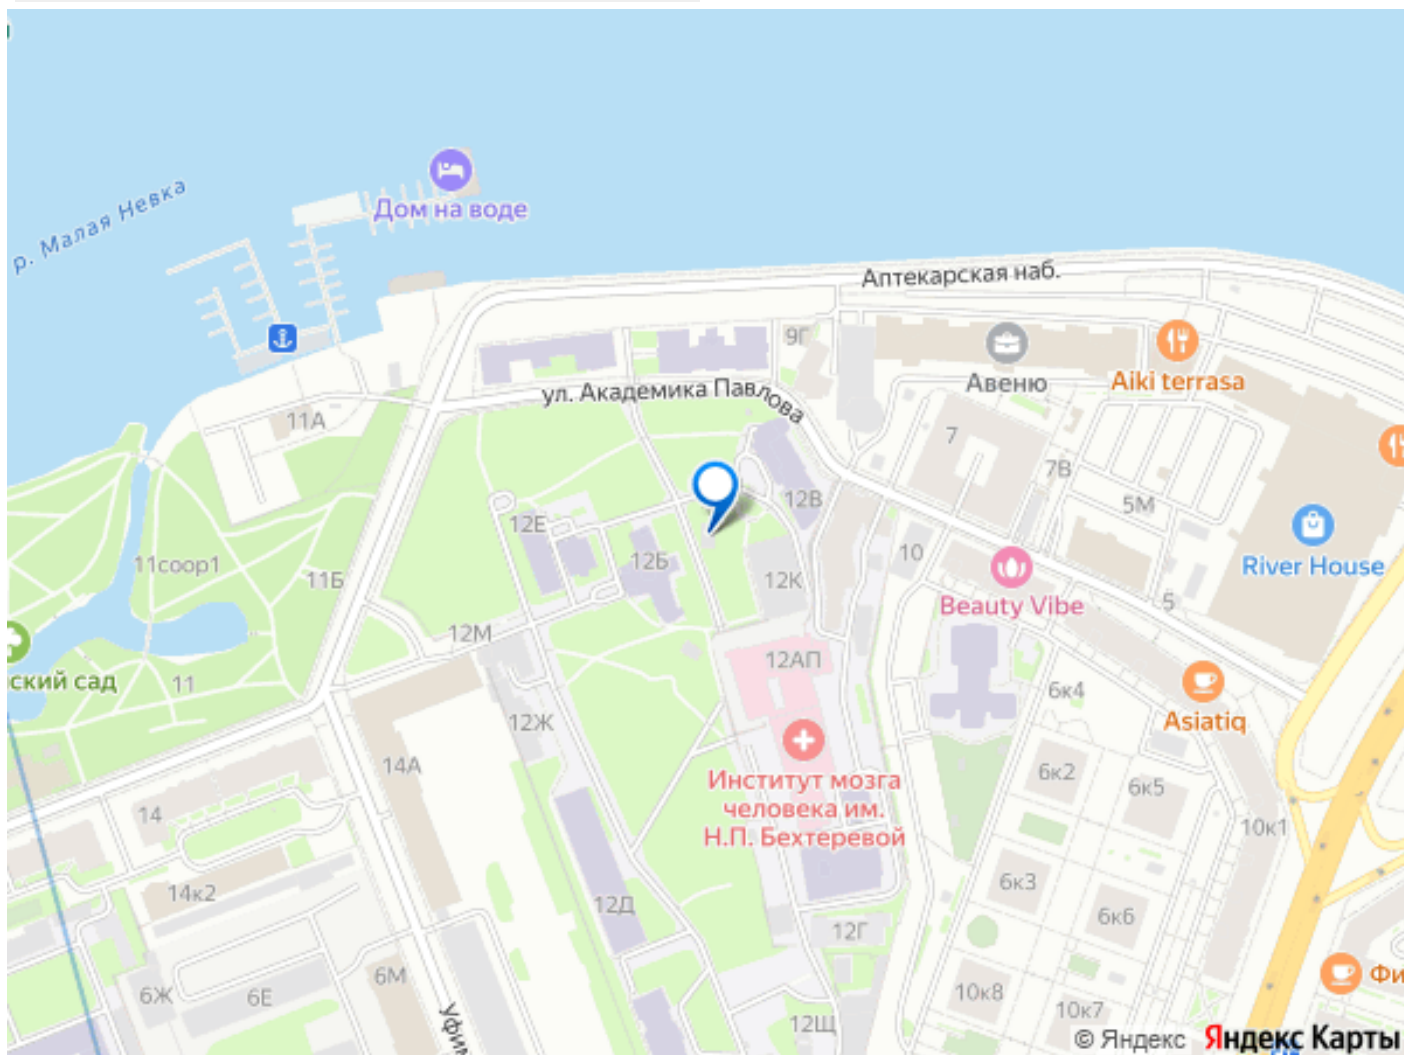 р. Малая Невка
Дом на воде
Аптекарская наб.
9Г
Авеню
Aiki terrasa
ул. Академика Павлова
11А
7
7В
12В
5М
12Е
10
River House
11соор1
12Б
11Б
12К
Beauty Vibe
5
12М
12АП
ский сад
11
6к4
12Ж
Asiatiq
14А
Институт мозга
человека им.
Н.П. Бехтеревой
6к2
6к5
14
10к1
14к2
6к3
12Д
6к6
12Г
6М
Фи
6Ж
6Е
10к8
10к7
Уфим
12Щ
© Яндекс Яндекс Карты